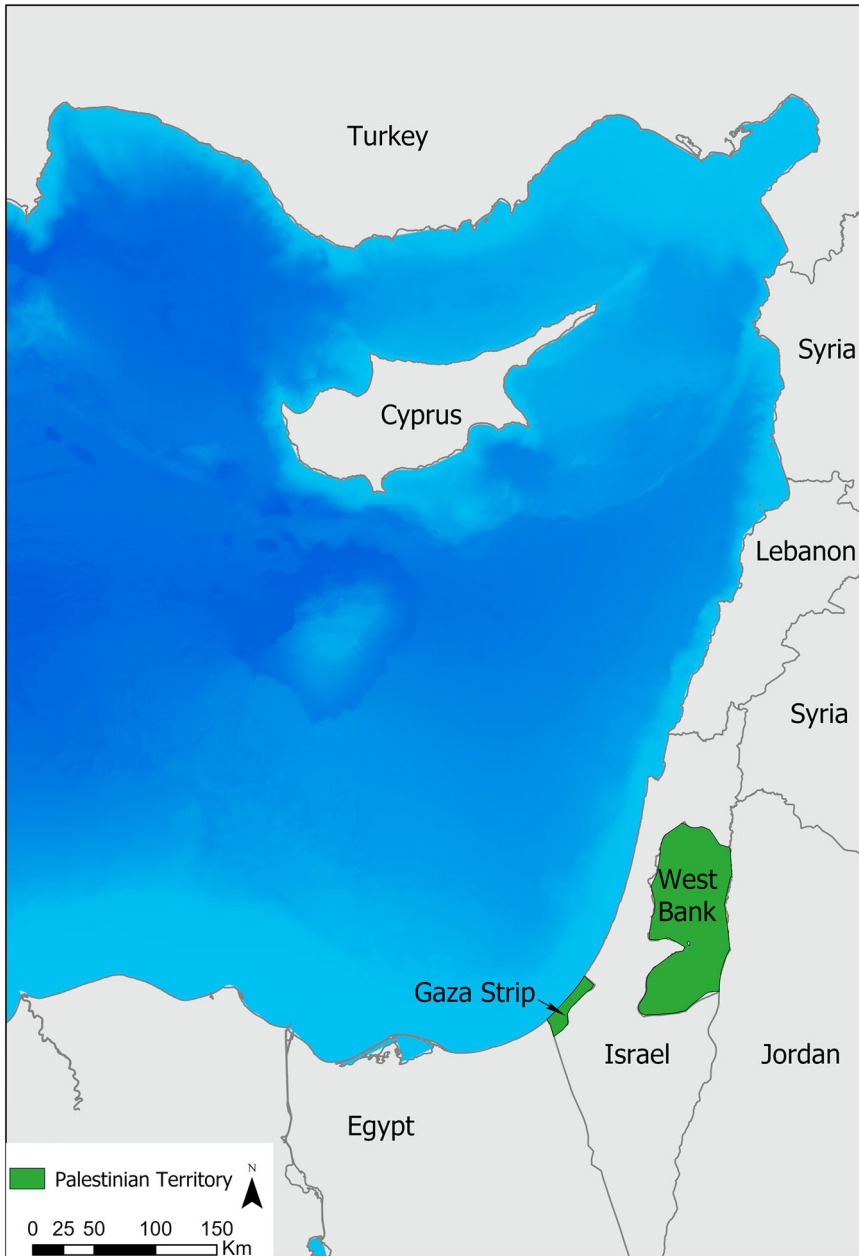 Turkey
Syria
Cyprus
Lebanon
Syria
West
Bank
Gaza Strip
Israel
Jordan
Egypt
N
Palestinian Territory
0 25 50 100 150
Km